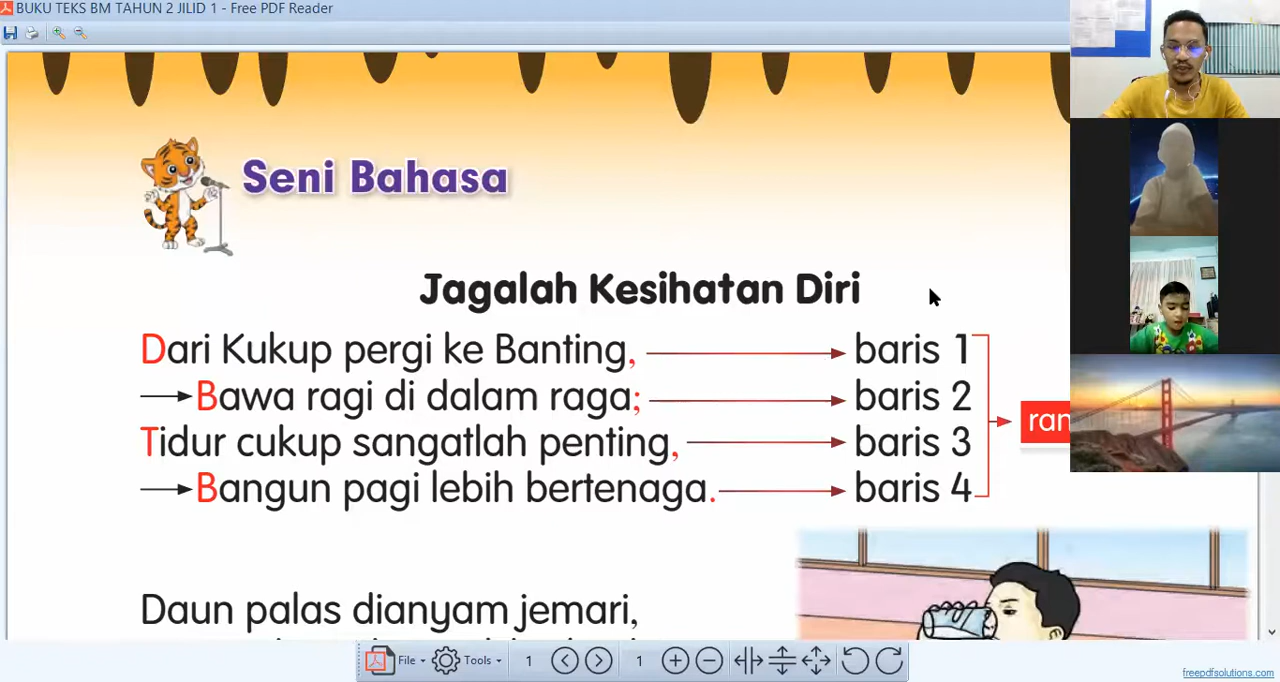 BUKU TEKS BM TAHUN 2 JILID 1 - Free PDF Reader
Seni Bahasa
Jagalah Kesihatan Diri
Dari Kukup pergi ke Banting, baris 1
Bawa ragi di dalam raga; baris 2
Tidur cukup sangatlah penting, baris 3
Bangun pagi lebih bertenaga. baris 4
Daun palas dianyam jemari,
File Tools 1 1
freepdfsolutions.com